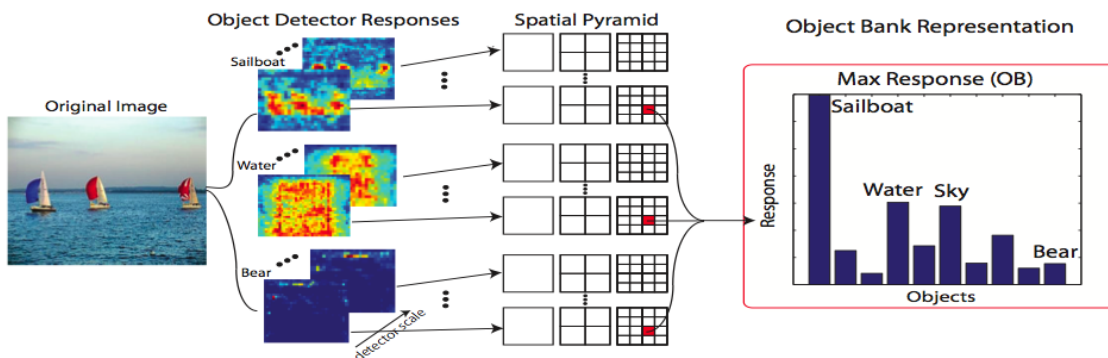 Object Detector Responses
Spatial Pyramid
Object Bank Representation
Original Image
Sailboat
Water
Bear
detector scale
Max Response (OB)
Sailboat
Water
Sky
Bear
Response
Objects